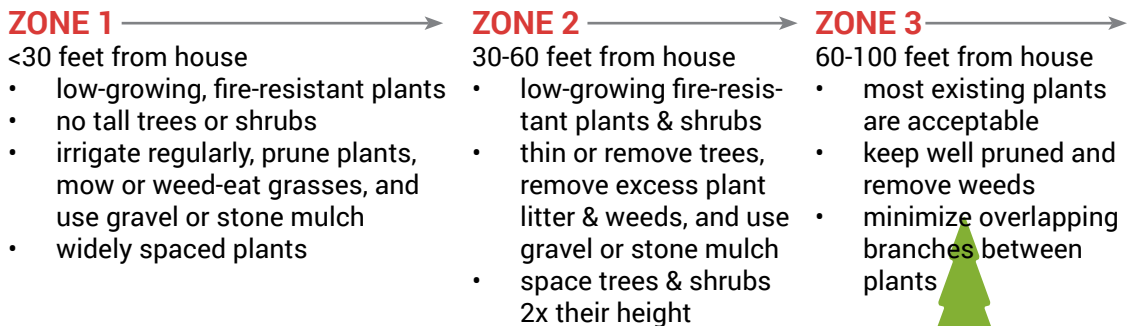 ZONE 1
<30 feet from house
• low-growing, fire-resistant plants
• no tall trees or shrubs
• irrigate regularly, prune plants,
mow or weed-eat grasses, and
use gravel or stone mulch
• widely spaced plants
ZONE 2
30-60 feet from house
• low-growing fire-resis-
tant plants & shrubs
• thin or remove trees,
remove excess plant
litter & weeds, and use
gravel or stone mulch
• space trees & shrubs
2x their height
ZONE 3
60-100 feet from house
• most existing plants
are acceptable
• keep well pruned and
remove weeds
• minimize overlapping
branches between
plants